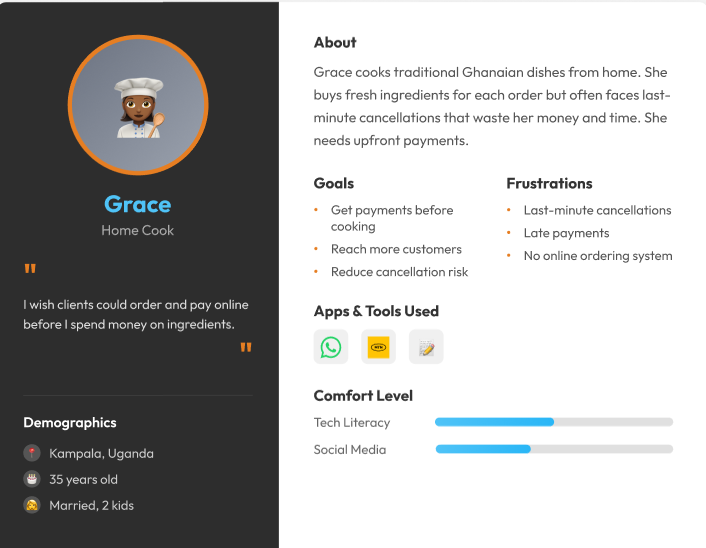 Grace
Home Cook
"
I wish clients could order and pay online
before I spend money on ingredients.
"
Demographics
Kampala, Uganda
35 years old
Married, 2 kids
About
Grace cooks traditional Ghanaian dishes from home. She
buys fresh ingredients for each order but often faces last-
minute cancellations that waste her money and time. She
needs upfront payments.
Goals
Get payments before
cooking
Reach more customers
Reduce cancellation risk
Frustrations
Last-minute cancellations
Late payments
No online ordering system
Apps & Tools Used
MTN
Comfort Level
Tech Literacy
Social Media